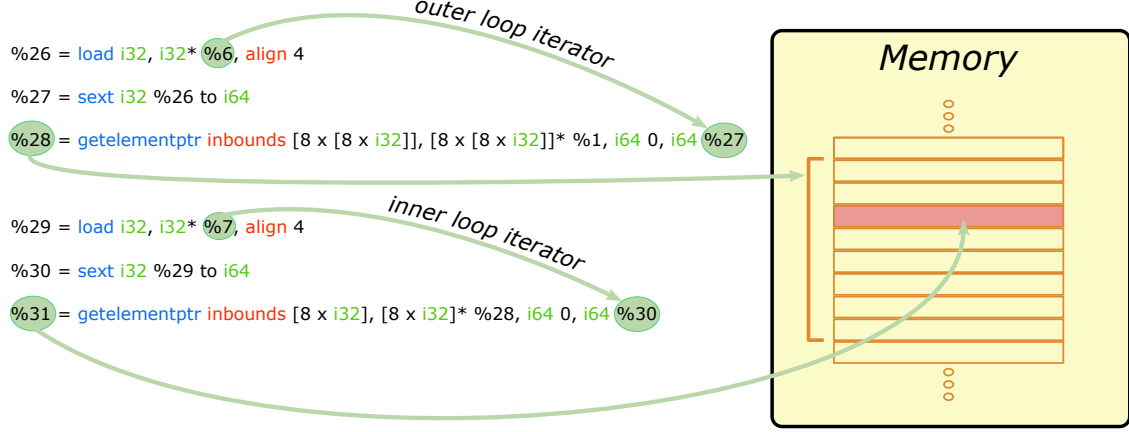 outer loop iterator
%26 = load i32, i32* %6, align 4
Memory
%27 = sext i32 %26 to i64
%28 = getelementptr inbounds [8 x [8 x i32]], [8 x [8 x i32]]* %1, i64 0, i64 %27
inner loop iterator
%29 = load i32, i32* %7, align 4
%30 = sext i32 %29 to i64
%31 = getelementptr inbounds [8 x i32], [8 x i32]* %28, i64 0, i64 %30